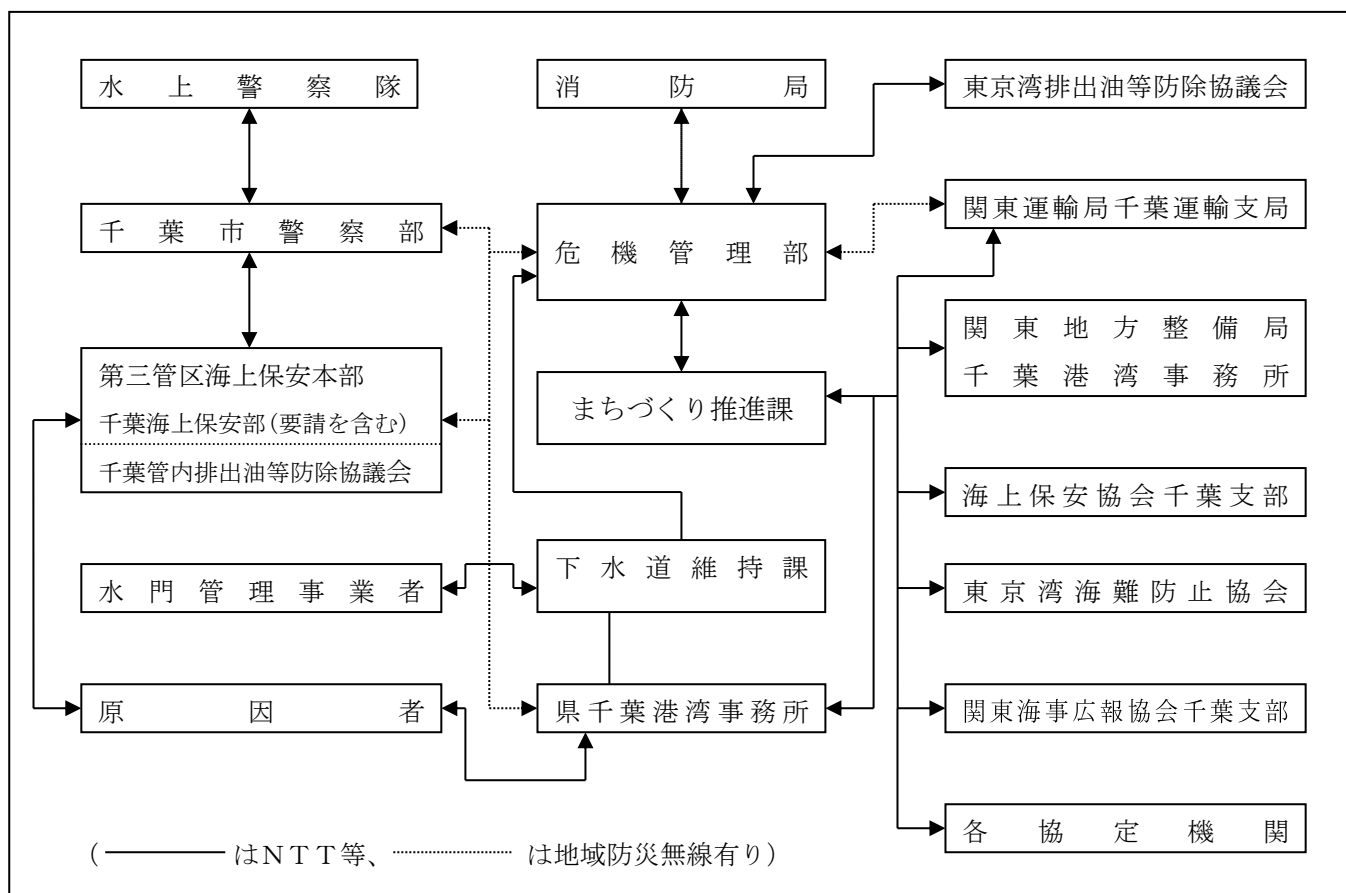 水上警察隊
消防局
東京湾排出油等防除協議会
千葉市警察部
危機管理部
関東運輸局千葉運輸支局
関東地方整備局
千葉港湾事務所
第三管区海上保安本部
千葉海上保安部(要請を含む)
千葉管内排出油等防除協議会
まちづくり推進課
海上保安協会千葉支部
水門管理事業者
下水道維持課
東京湾海難防止協会
原因者
県千葉港湾事務所
関東海事広報協会千葉支部
各協定機関
(―――― はNTT等、………… は地域防災無線有り)